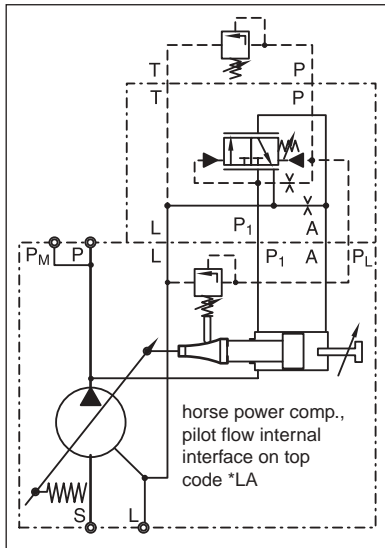 T P
T P
L P1 A
PM P L P1 A PL
horse power comp.,
pilot flow internal
interface on top
code *LA
S L